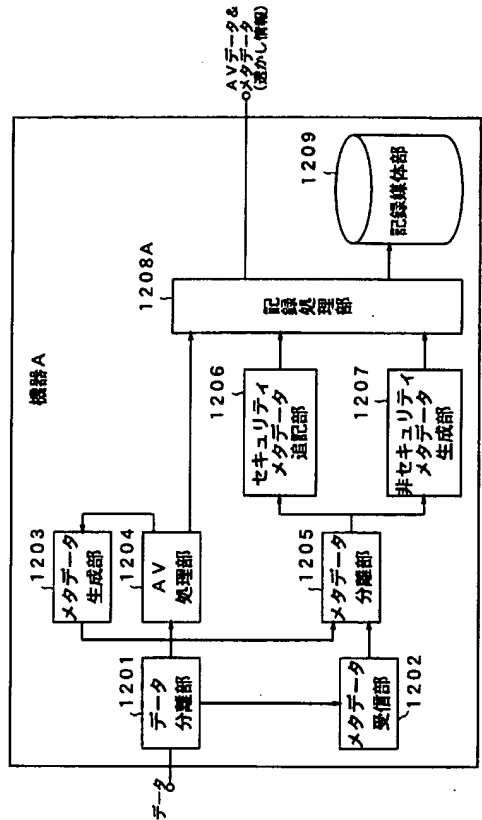 機器A
データ
1201
データ
分離部
1202
メタデータ
受信部
1203
メタデータ
生成部
1204
AV
処理部
1205
メタデータ
分離部
1206
セキュリティ
メタデータ
追記部
1207
非セキュリティ
メタデータ
生成部
1208A
記録処理部
1209
記録媒体部
AVデータ&
メタデータ
(透かし情報)